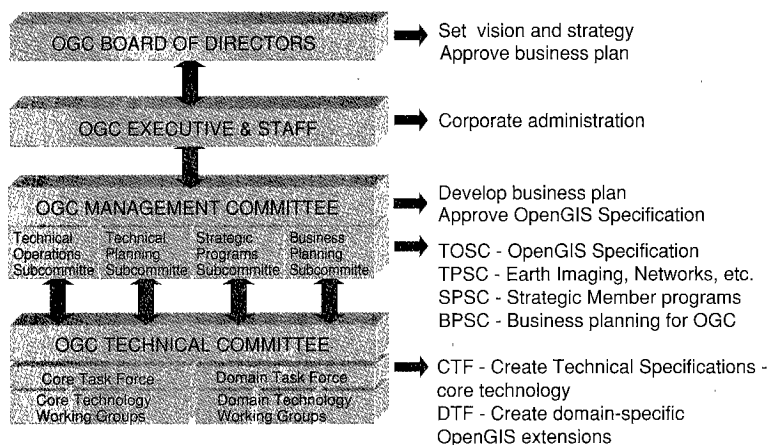 OGC BOARD OF DIRECTORS
Set vision and strategy
Approve business plan
OGC EXECUTIVE & STAFF
Corporate administration
OGC MANAGEMENT COMMITTEE
Develop business plan
Approve OpenGIS Specification
Technical Operations Subcommitte
Technical Planning Subcommitte
Strategic Programs Subcommitte
Business Planning Subcommitte
TOSC - OpenGIS Specification
TPSC - Earth Imaging, Networks, etc.
SPSC - Strategic Member programs
BPSC - Business planning for OGC
OGC TECHNICAL COMMITTEE
Core Task Force
Domain Task Force
Core Technology
Working Groups
Domain Technology
Working Groups
CTF - Create Technical Specifications -
core technology
DTF - Create domain-specific
OpenGIS extensions